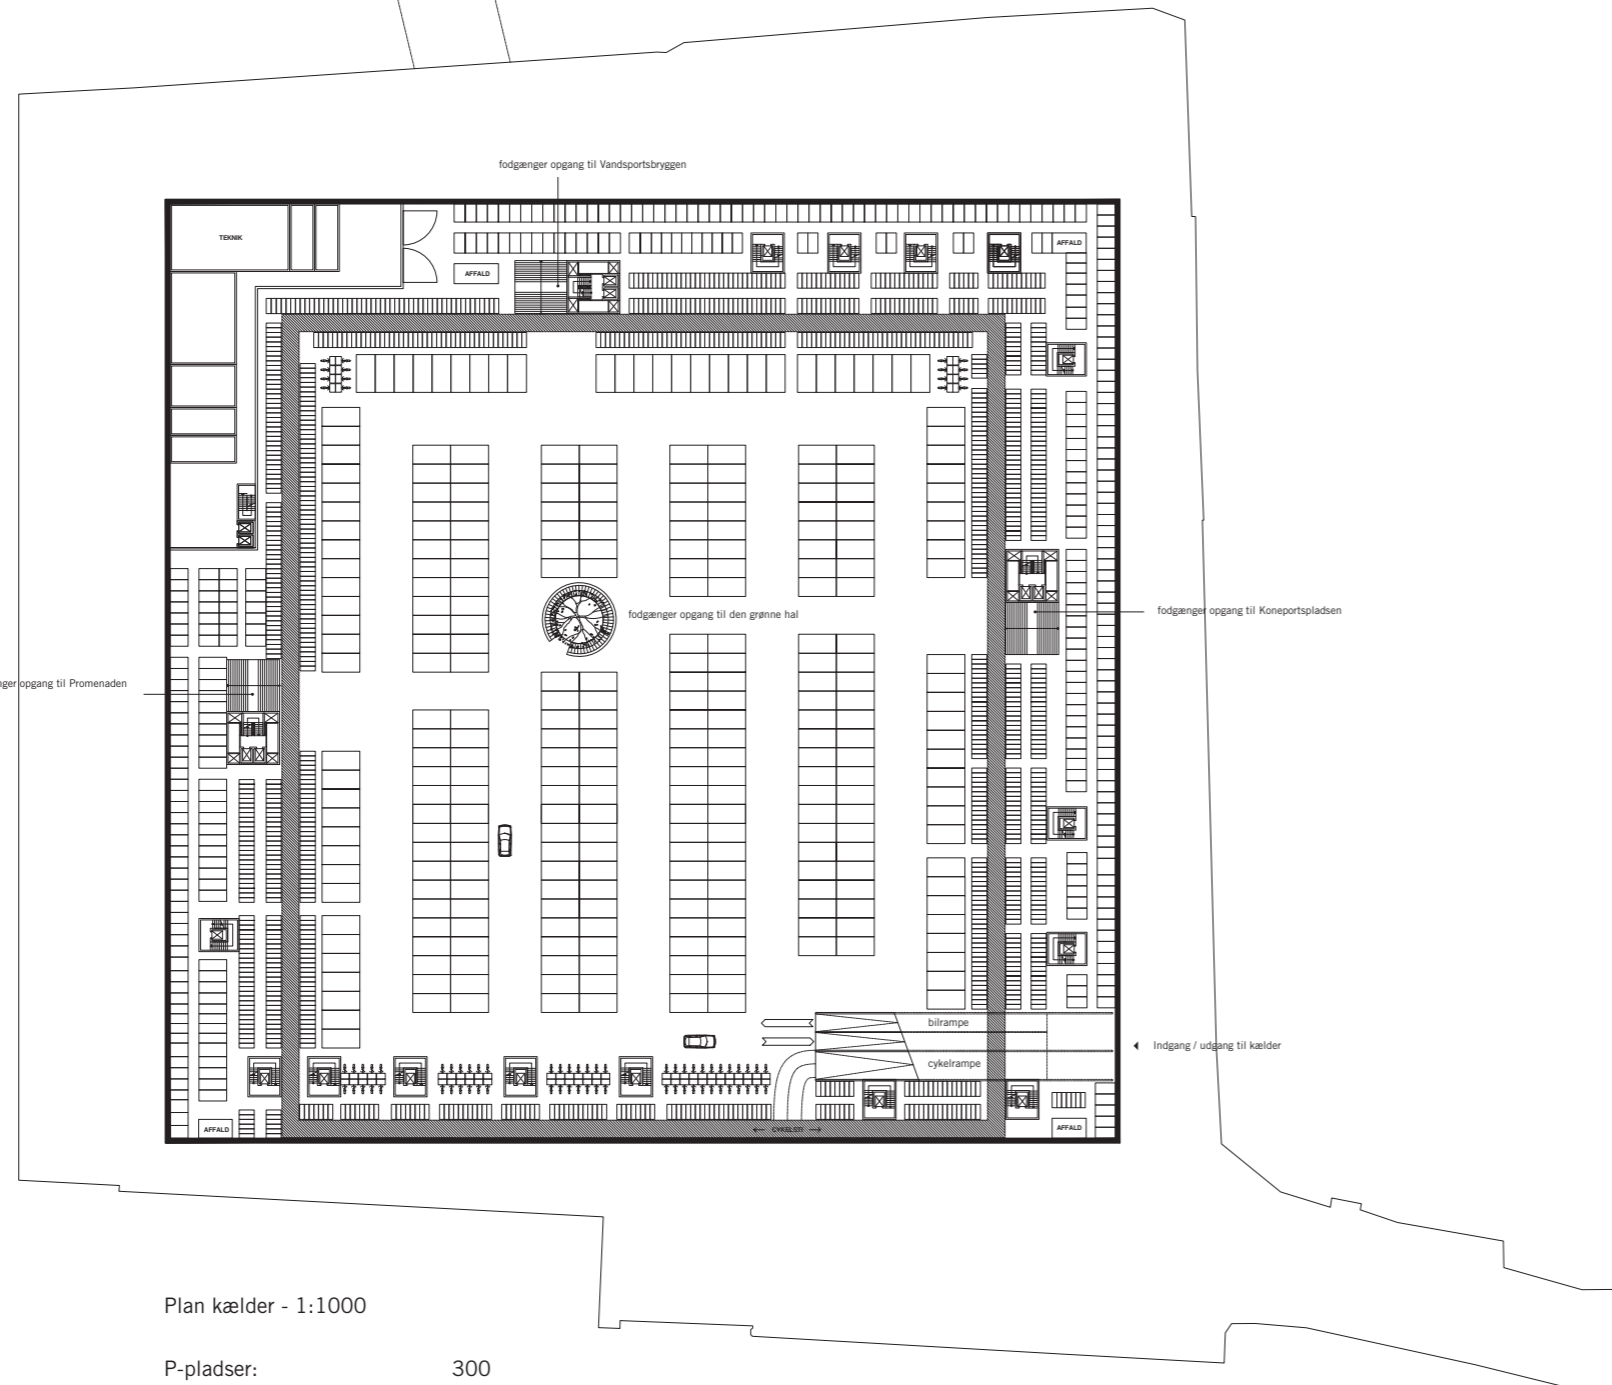 fodgænger opgang til Vandsportsbryggen
TEKNIK
AFFALD
AFFALD
fodgænger opgang til den grønne hal
fodgænger opgang til Koneportspladsen
opgang til Promenaden
bilrampe
cykelrampe
Indgang / udgang til kælder
AFFALD
CYKELSTI
AFFALD
Plan kælder - 1:1000
P-pladser: 300